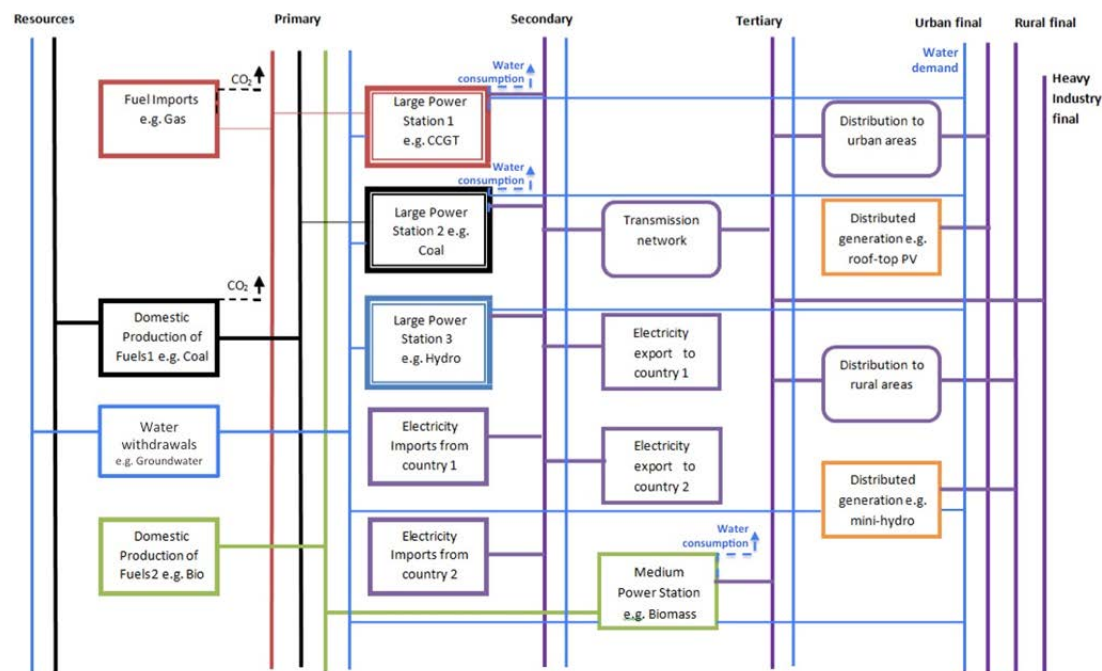 Resources
Primary
Secondary
Tertiary
Urban final
Rural final
Water
demand
Heavy
Industry
final
CO2
Fuel Imports
e.g. Gas
Water
consumption
Large Power
Station 1
e.g. CCGT
Distribution to
urban areas
Water
consumption
Large Power
Station 2 e.g.
Coal
Transmission
network
Distributed
generation e.g.
roof-top PV
CO2
Domestic
Production of
Fuels1 e.g. Coal
Large Power
Station 3
e.g. Hydro
Electricity
export to
country 1
Distribution to
rural areas
Water
withdrawals
e.g. Groundwater
Electricity
Imports from
country 1
Electricity
export to
country 2
Distributed
generation e.g.
mini-hydro
Domestic
Production of
Fuels2 e.g. Bio
Electricity
Imports from
country 2
Water
consumption
Medium
Power Station
e.g. Biomass